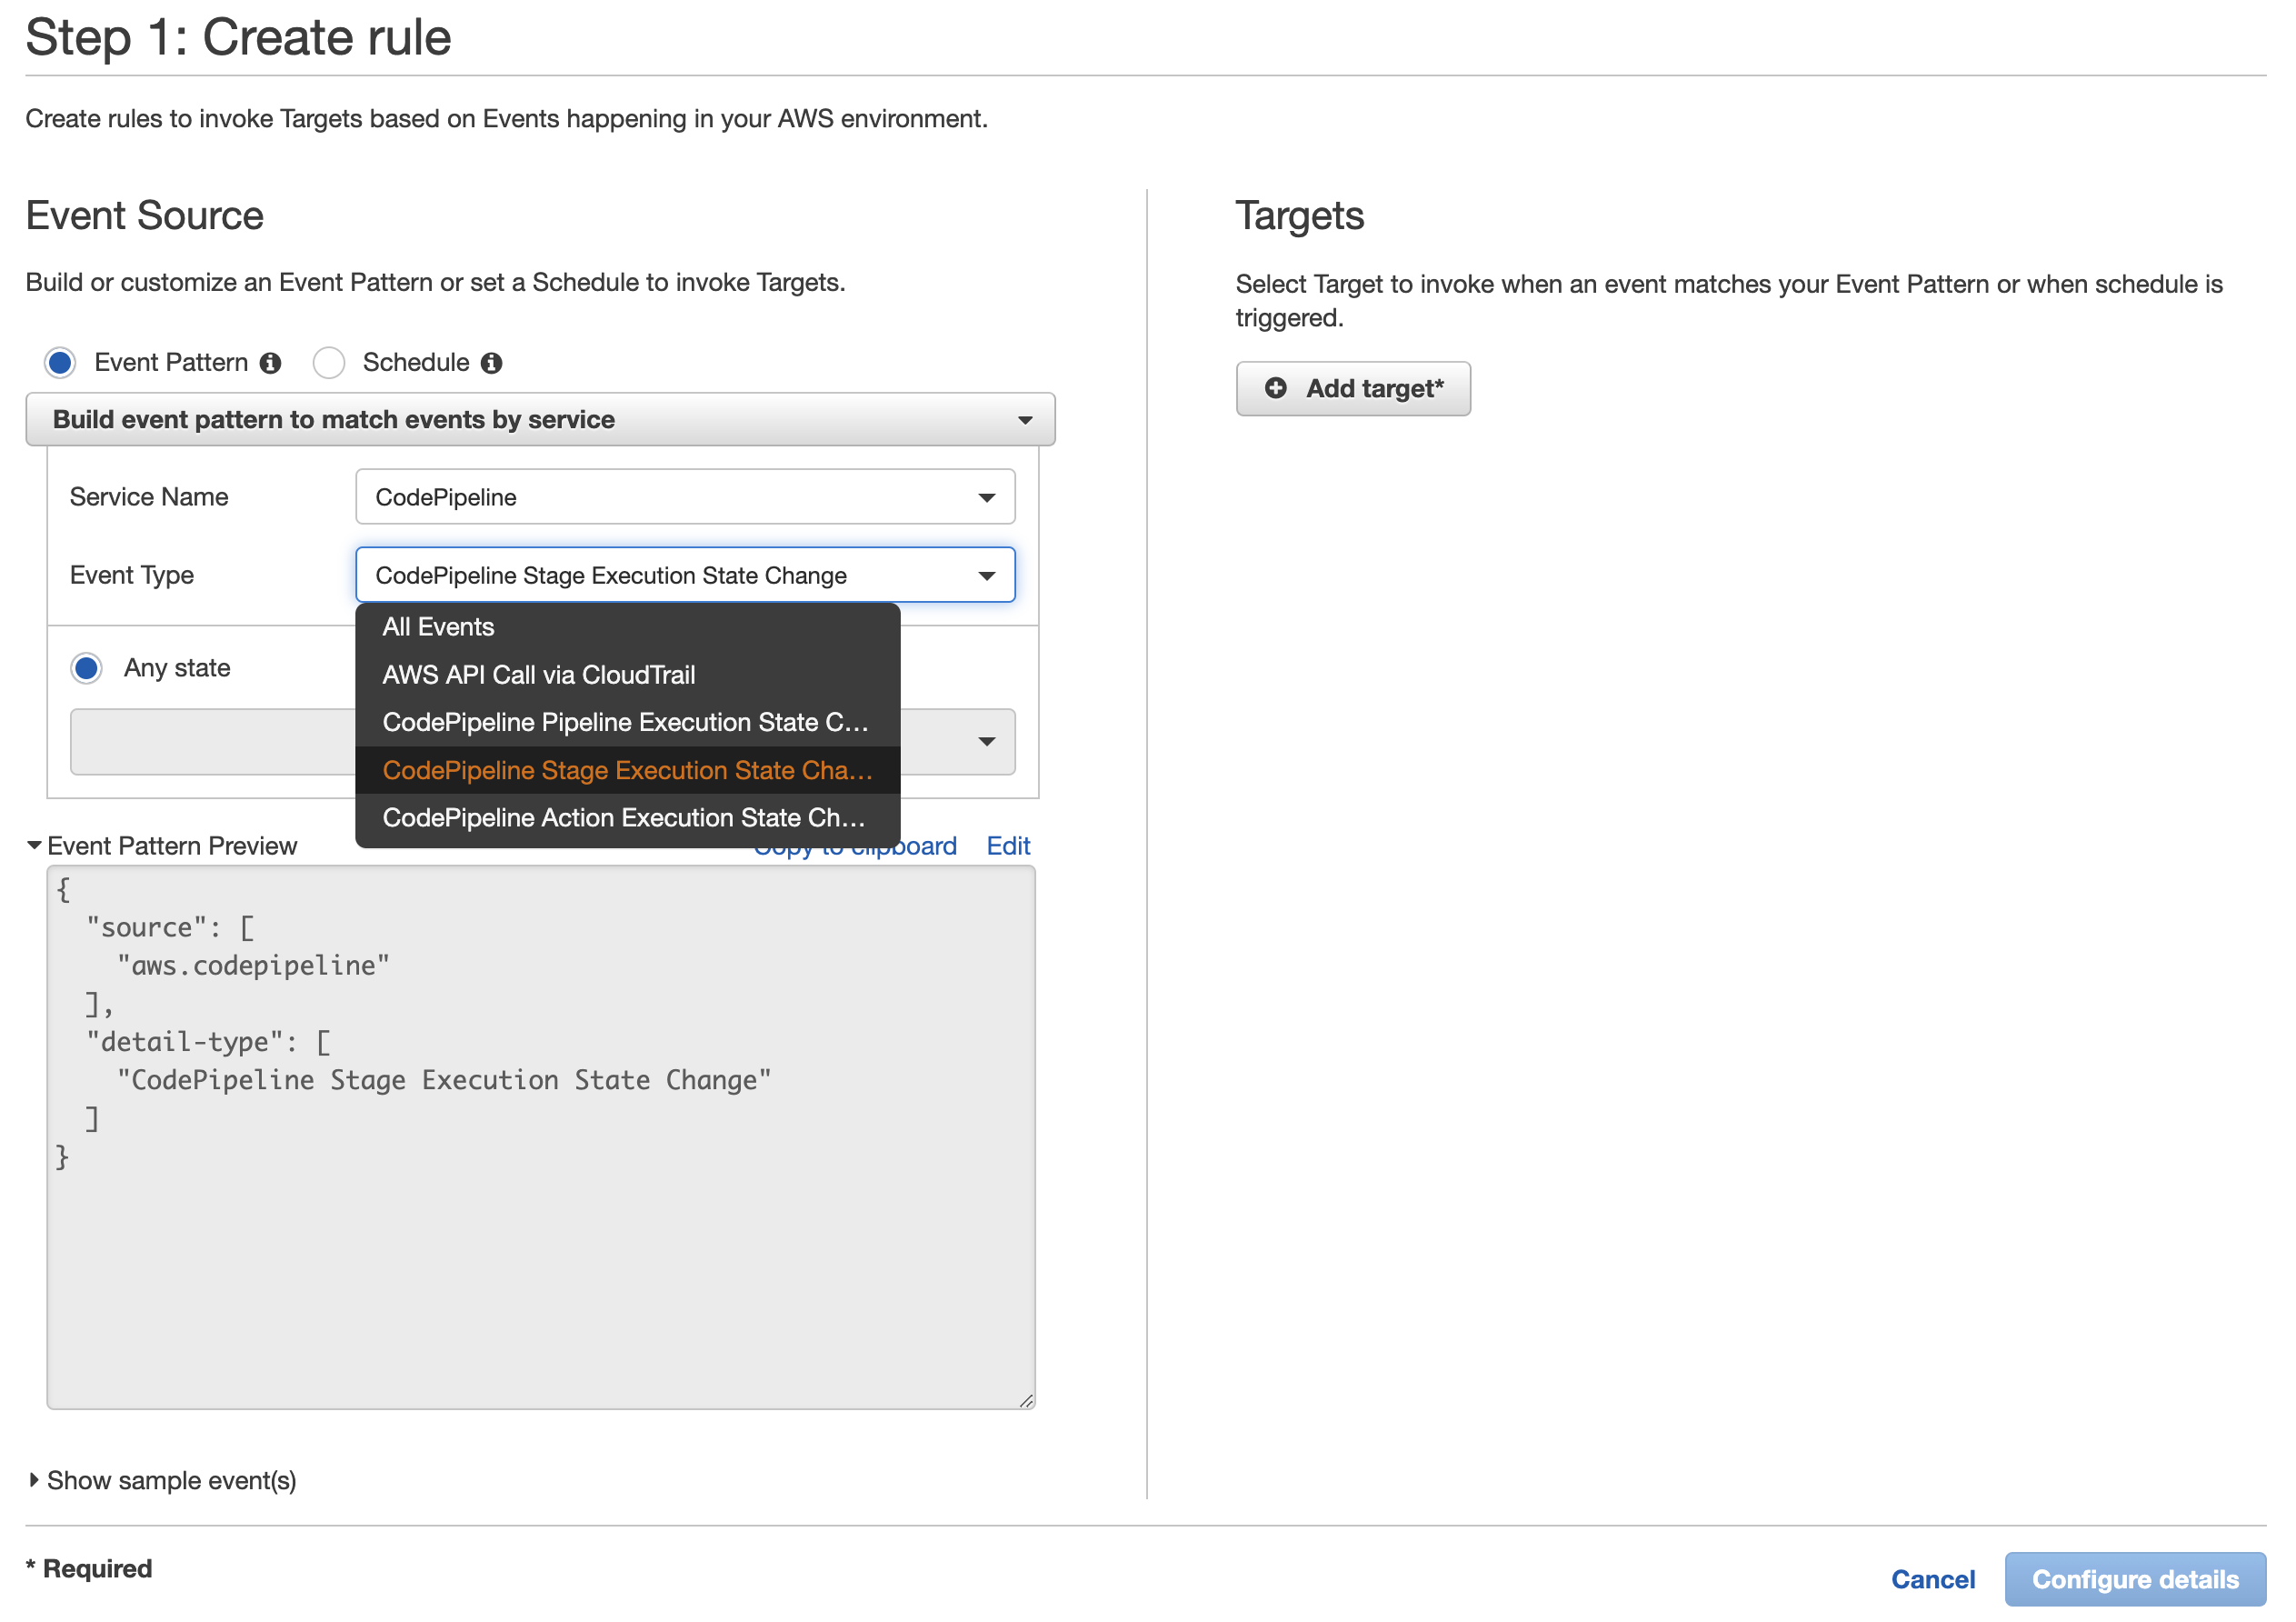 Step 1: Create rule
Create rules to invoke Targets based on Events happening in your AWS environment.
Event Source
Build or customize an Event Pattern or set a Schedule to invoke Targets.
Event Pattern Schedule
Build event pattern to match events by service
Service Name CodePipeline
Event Type CodePipeline Stage Execution State Change
All Events
AWS API Call via CloudTrail
CodePipeline Pipeline Execution State C...
CodePipeline Stage Execution State Cha...
CodePipeline Action Execution State Ch...
Any state
Event Pattern Preview Copy to clipboard Edit
{
  "source": [
    "aws.codepipeline"
  ],
  "detail-type": [
    "CodePipeline Stage Execution State Change"
  ]
}
Show sample event(s)
Targets
Select Target to invoke when an event matches your Event Pattern or when schedule is
triggered.
Add target*
* Required
Cancel Configure details